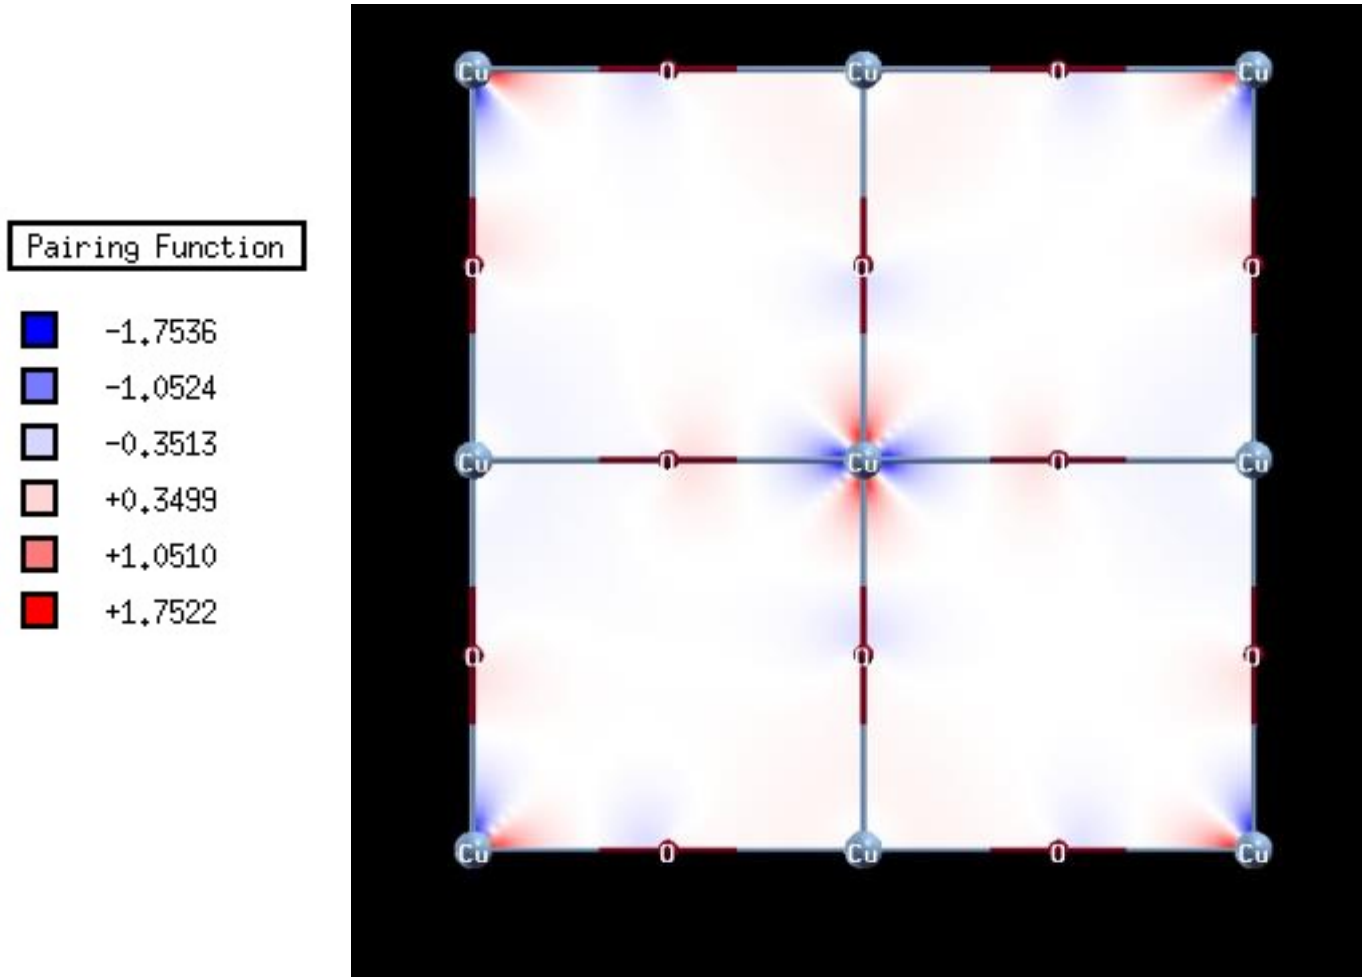 Pairing Function
-1.7536
-1.0524
-0.3513
+0.3499
+1.0510
+1.7522
Cu O Cu O Cu
O O O
Cu O Cu O Cu
O O O
Cu O Cu O Cu